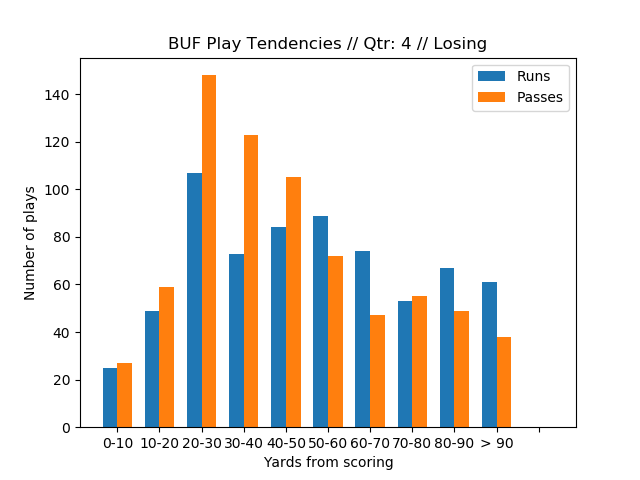 BUF Play Tendencies // Qtr: 4 // Losing
Runs
Passes
Number of plays
140
120
100
80
60
40
20
0
0-10 10-20 20-30 30-40 40-50 50-60 60-70 70-80 80-90 > 90
Yards from scoring